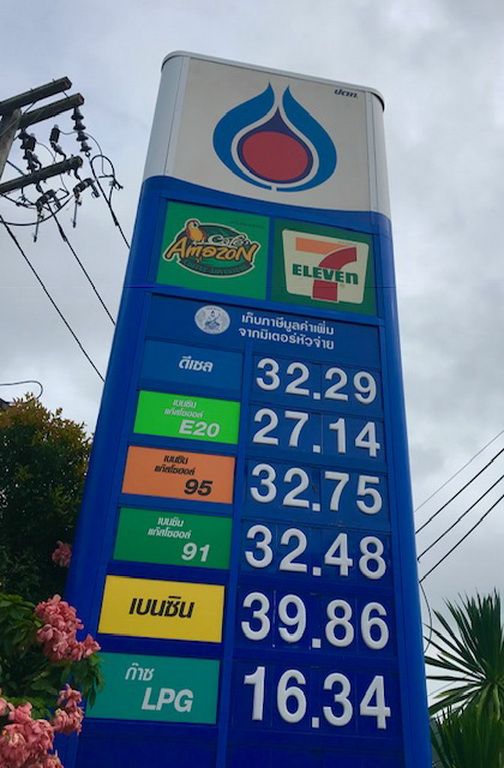 ปตท.
Café
Amazon
7
ELEVEN
เก็บภาษีมูลค่าเพิ่ม
จากมิเตอร์หัวจ่าย
ดีเซล 32.29
เบนซิน
แก๊สโซฮอล์
E20 27.14
เบนซิน
แก๊สโซฮอล์
95 32.75
เบนซิน
แก๊สโซฮอล์
91 32.48
เบนซิน 39.86
ก๊าซ
LPG 16.34